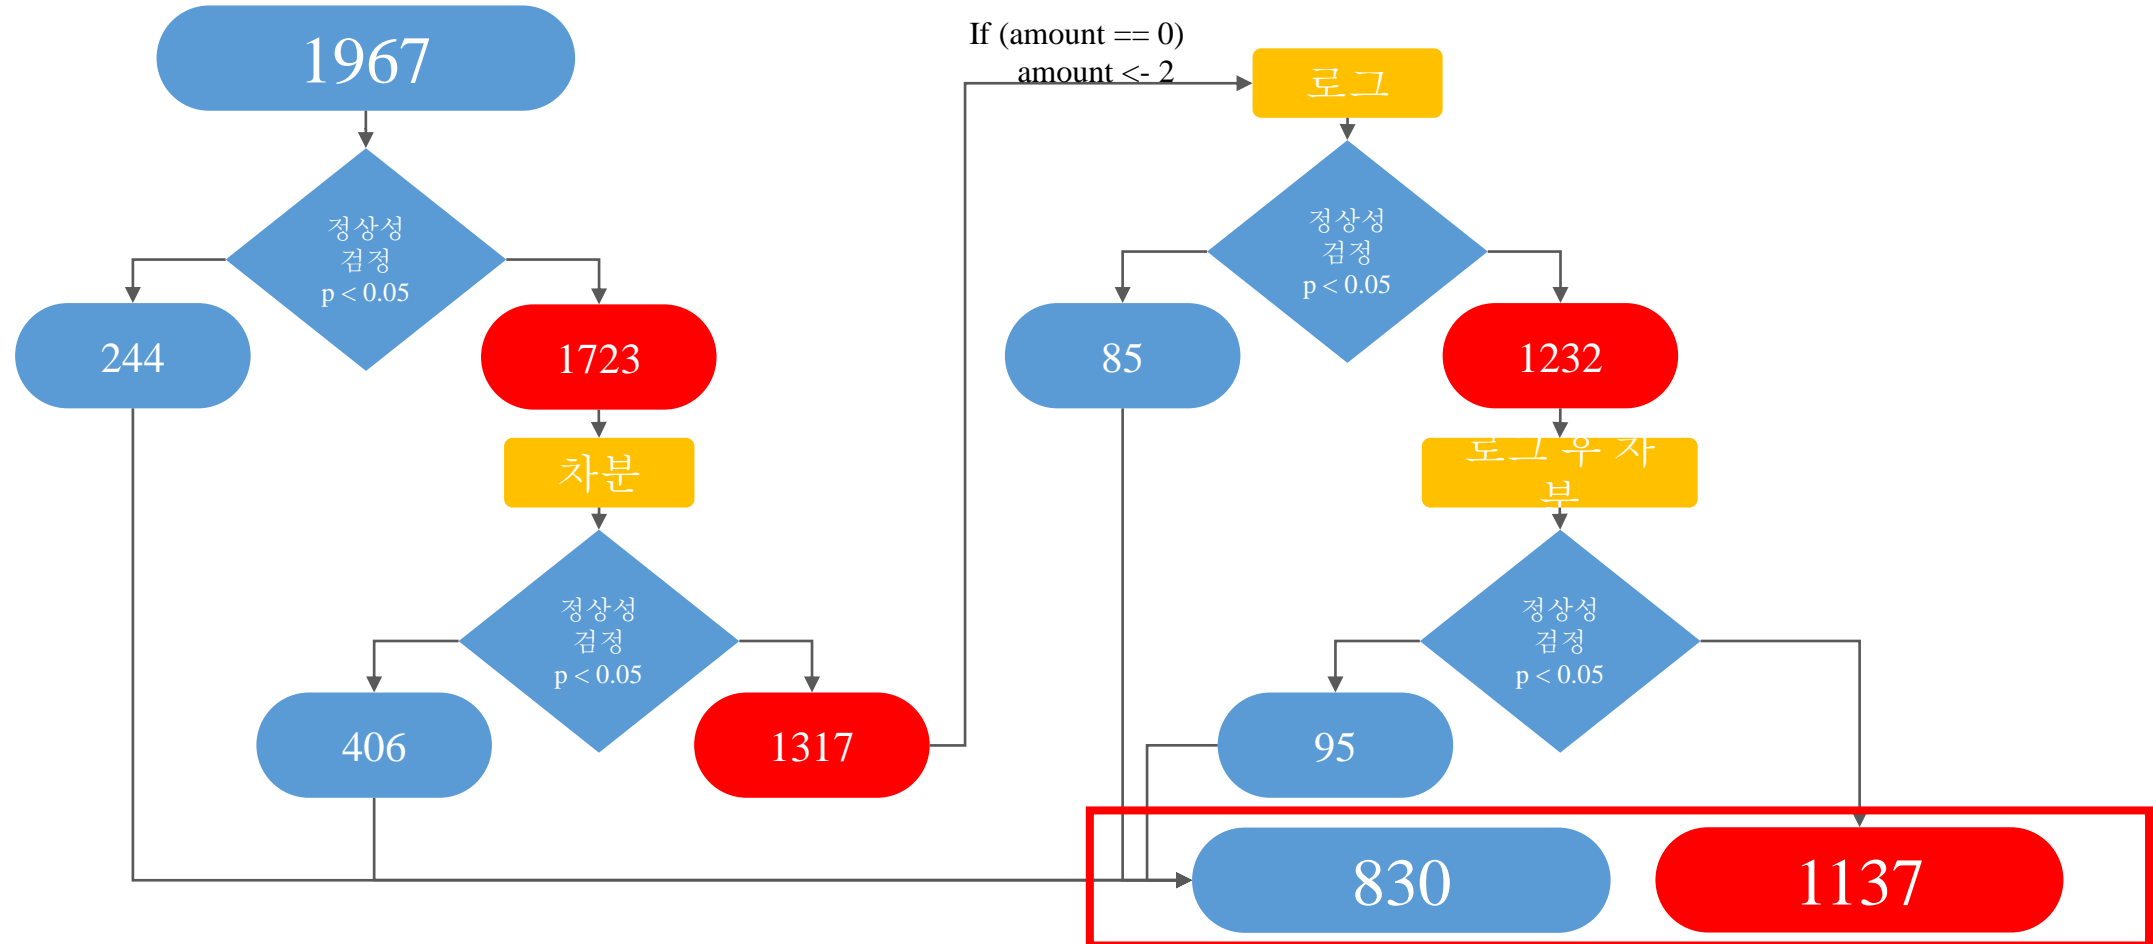 1967
정상성
검정
p < 0.05
244
1723
차분
정상성
검정
p < 0.05
406
1317
If (amount == 0)
amount <- 2
로그
정상성
검정
p < 0.05
85
1232
로그 후 차
분
정상성
검정
p < 0.05
95
830
1137